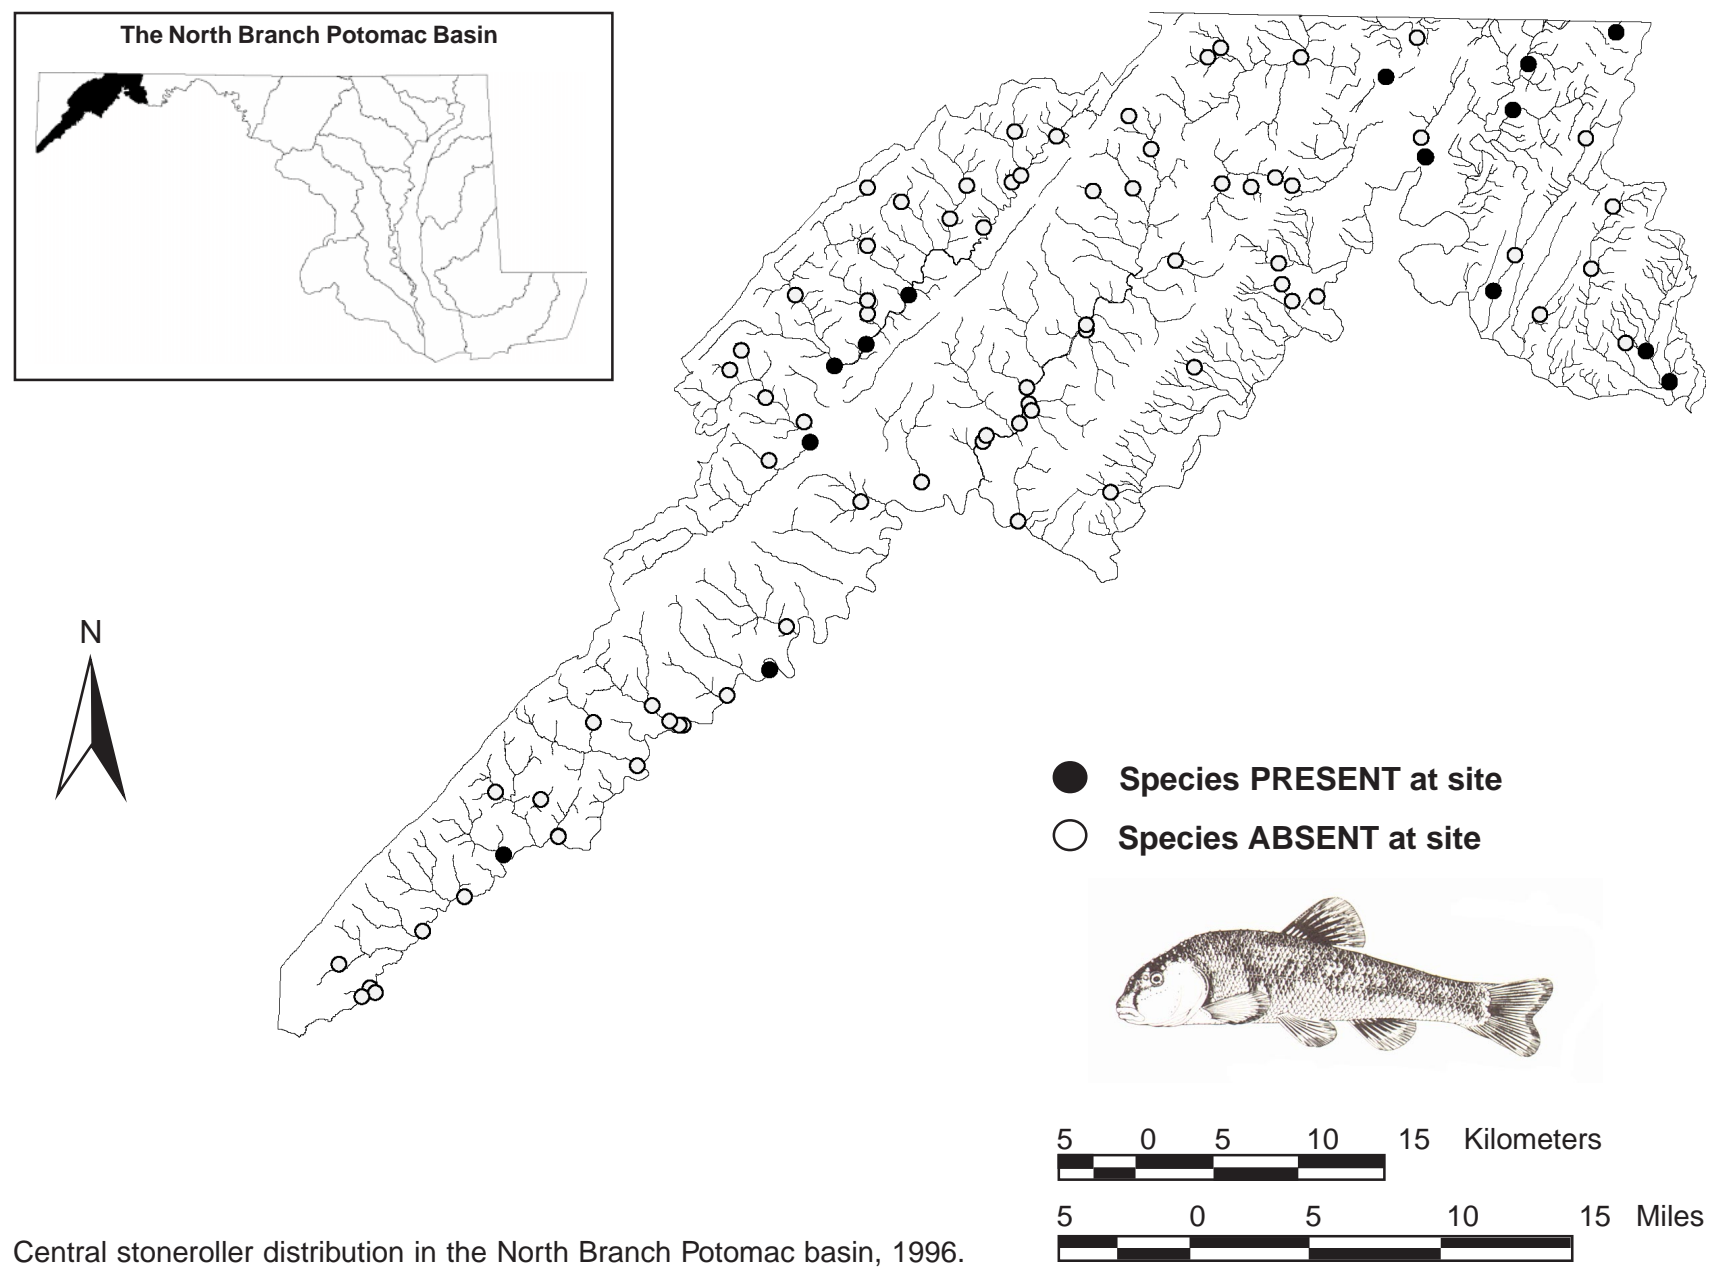 The North Branch Potomac Basin
N
Species PRESENT at site
Species ABSENT at site
5 0 5 10 15 Kilometers
5 0 5 10 15 Miles
Central stoneroller distribution in the North Branch Potomac basin, 1996.